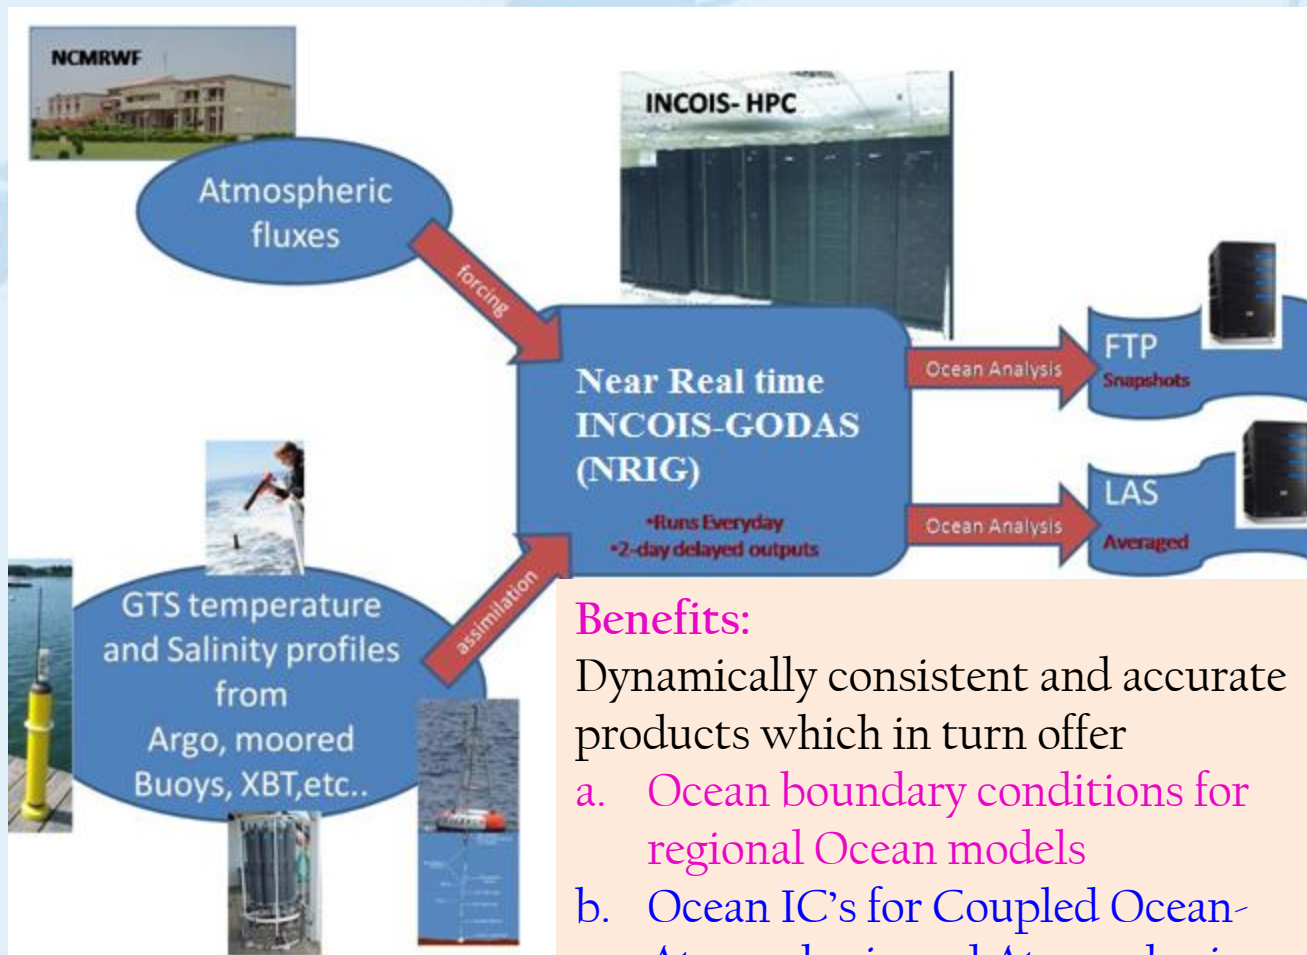 NCMRWF
Atmospheric
fluxes
forcing
INCOIS- HPC
Near Real time
INCOIS-GODAS
(NRIG)
•Runs Everyday
•2-day delayed outputs
Ocean Analysis
FTP
Snapshots
Ocean Analysis
LAS
Averaged
GTS temperature
and Salinity profiles
from
Argo, moored
Buoys, XBT,etc..
assimilation
Benefits:
Dynamically consistent and accurate
products which in turn offer
a. Ocean boundary conditions for
regional Ocean models
b. Ocean IC’s for Coupled Ocean-